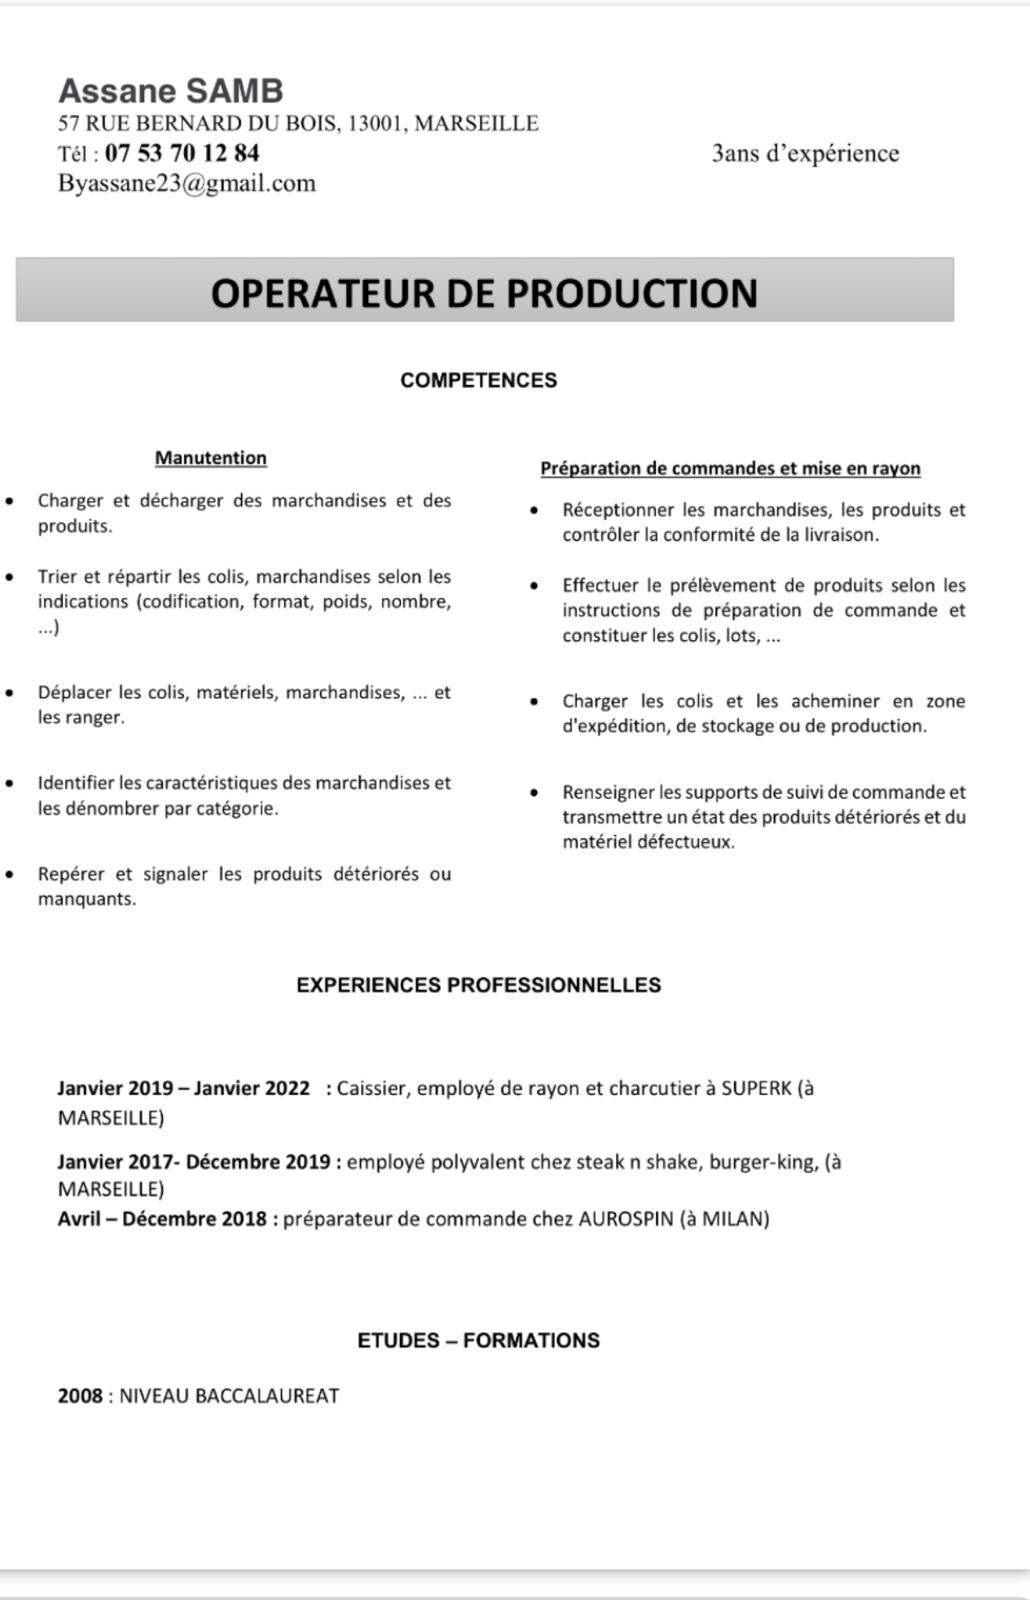 Assane SAMB
57 RUE BERNARD DU BOIS, 13001, MARSEILLE
Tél : 07 53 70 12 84
3ans d’expérience
Byassane23@gmail.com
OPERATEUR DE PRODUCTION
COMPETENCES
Manutention
• Charger et décharger des marchandises et des
produits.
• Trier et répartir les colis, marchandises selon les
indications (codification, format, poids, nombre,
...)
• Déplacer les colis, matériels, marchandises, ... et
les ranger.
• Identifier les caractéristiques des marchandises et
les dénombrer par catégorie.
• Repérer et signaler les produits détériorés ou
manquants.
Préparation de commandes et mise en rayon
• Réceptionner les marchandises, les produits et
contrôler la conformité de la livraison.
• Effectuer le prélèvement de produits selon les
instructions de préparation de commande et
constituer les colis, lots, ...
• Charger les colis et les acheminer en zone
d'expédition, de stockage ou de production.
• Renseigner les supports de suivi de commande et
transmettre un état des produits détériorés et du
matériel défectueux.
EXPERIENCES PROFESSIONNELLES
Janvier 2019 – Janvier 2022 : Caissier, employé de rayon et charcutier à SUPERK (à
MARSEILLE)
Janvier 2017- Décembre 2019 : employé polyvalent chez steak n shake, burger-king, (à
MARSEILLE)
Avril – Décembre 2018 : préparateur de commande chez AUROSPIN (à MILAN)
ETUDES – FORMATIONS
2008 : NIVEAU BACCALAUREAT